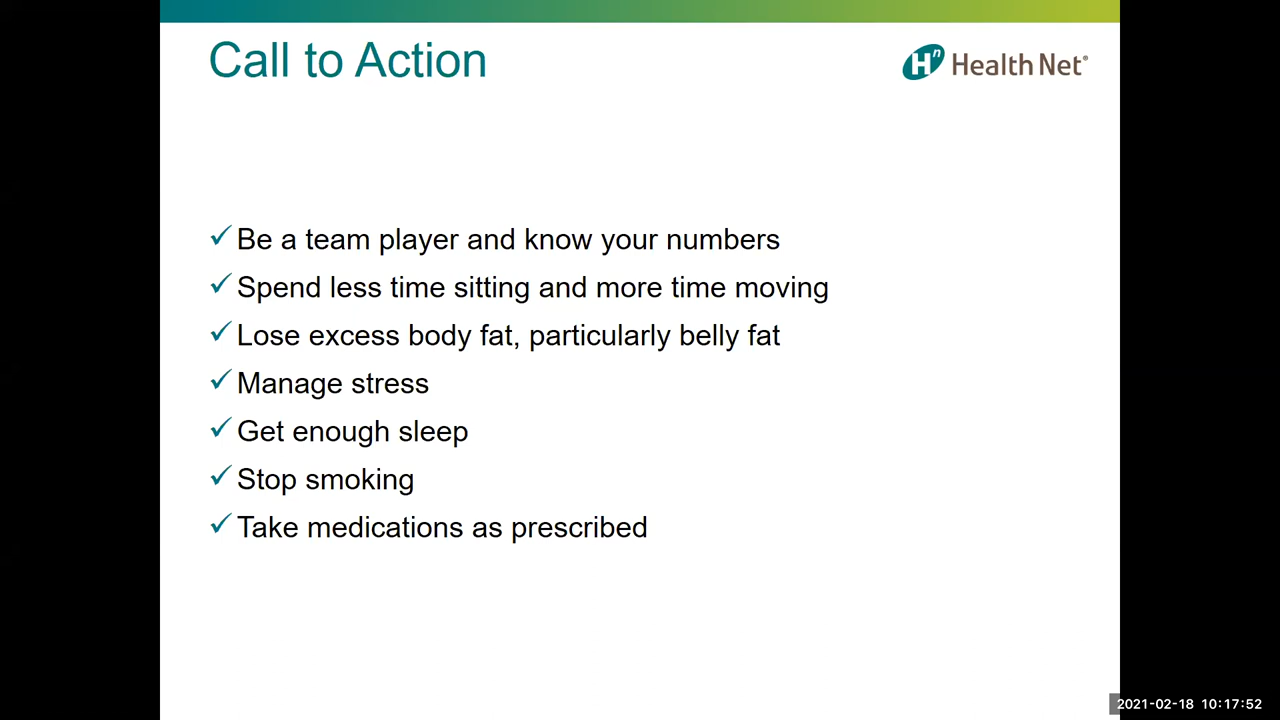 Call to Action
Hn Health Net®
✓ Be a team player and know your numbers
✓ Spend less time sitting and more time moving
✓ Lose excess body fat, particularly belly fat
✓ Manage stress
✓ Get enough sleep
✓ Stop smoking
✓ Take medications as prescribed
2021-02-18 10:17:52